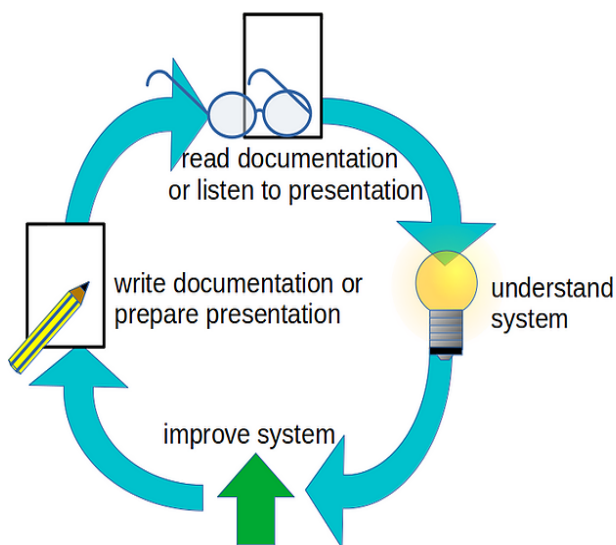 read documentation
or listen to presentation
understand
system
improve system
write documentation or
prepare presentation